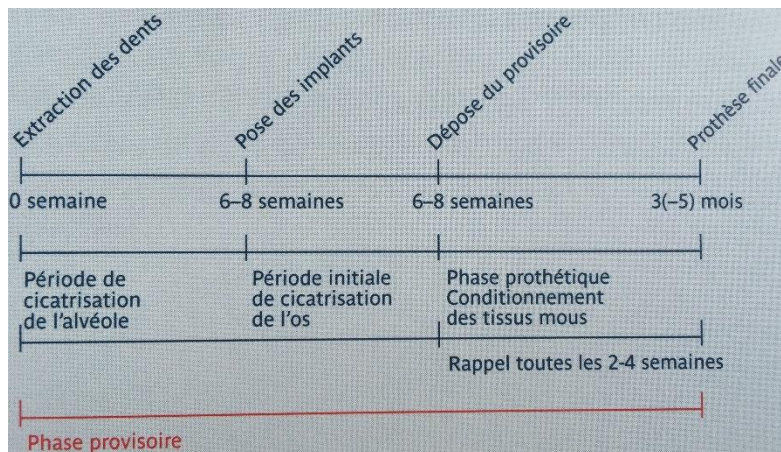 Extraction des dents
Pose des implants
Dépose du provisoire
Prothèse finale
0 semaine
6–8 semaines
6–8 semaines
3(–5) mois
Période de
cicatrisation
de l'alvéole
Période initiale
de cicatrisation
de l'os
Phase prothétique
Conditionnement
des tissus mous
Rappel toutes les 2-4 semaines
Phase provisoire